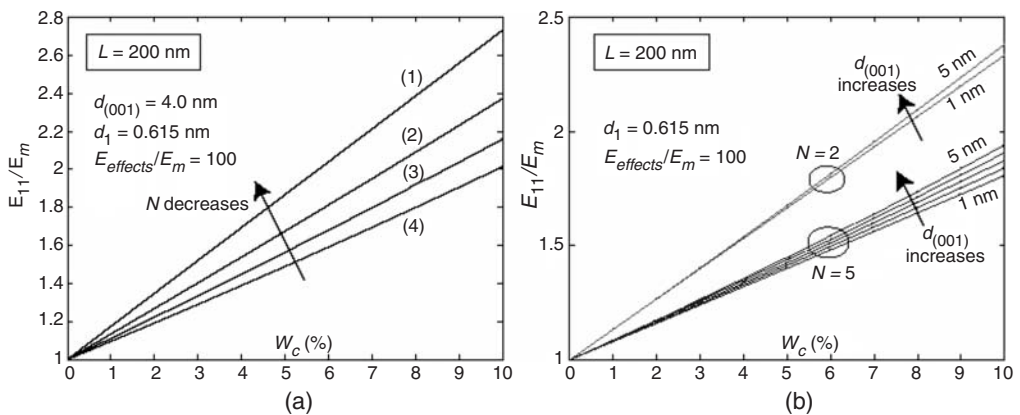 2.8
2.6
2.4
2.2
2
1.8
1.6
1.4
1.2
1
E11/Em
L = 200 nm
d(001) = 4.0 nm
d1 = 0.615 nm
Eeffects/Em = 100
N decreases
(1)
(2)
(3)
(4)
Wc (%)
0 1 2 3 4 5 6 7 8 9 10
(a)
2.5
2
1.5
1
E11/Em
L = 200 nm
d1 = 0.615 nm
Eeffects/Em = 100
d(001)
increases
5 nm
1 nm
N = 2
5 nm
1 nm
N = 5
d(001)
increases
Wc (%)
0 1 2 3 4 5 6 7 8 9 10
(b)